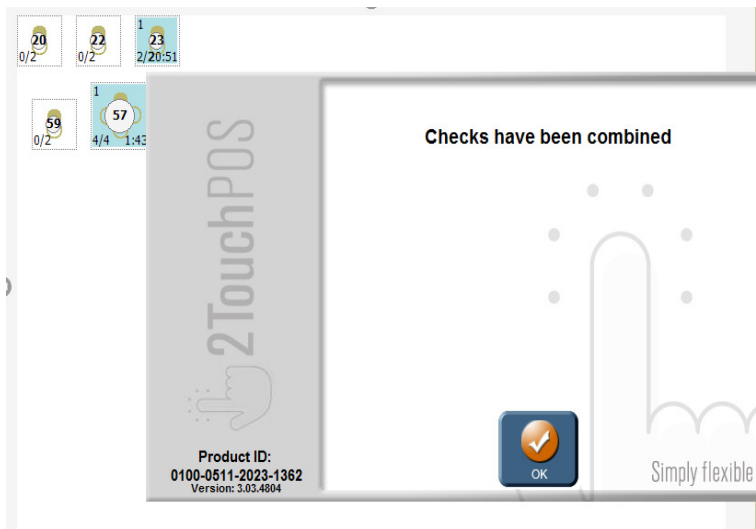 20
0/2
22
0/2
1
23
2/20:51
59
0/2
1
57
4/4 1:43
2TouchPOS
Product ID:
0100-0511-2023-1362
Version: 3.03.4804
Checks have been combined
OK
Simply flexible